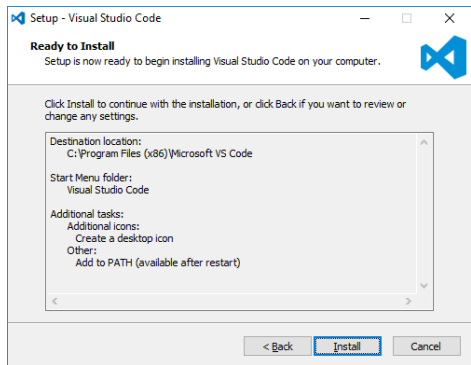 Setup - Visual Studio Code
Ready to Install
Setup is now ready to begin installing Visual Studio Code on your computer.
Click Install to continue with the installation, or click Back if you want to review or
change any settings.
Destination location:
C:\Program Files (x86)\Microsoft VS Code
Start Menu folder:
Visual Studio Code
Additional tasks:
Additional icons:
Create a desktop icon
Other:
Add to PATH (available after restart)
< Back
Install
Cancel